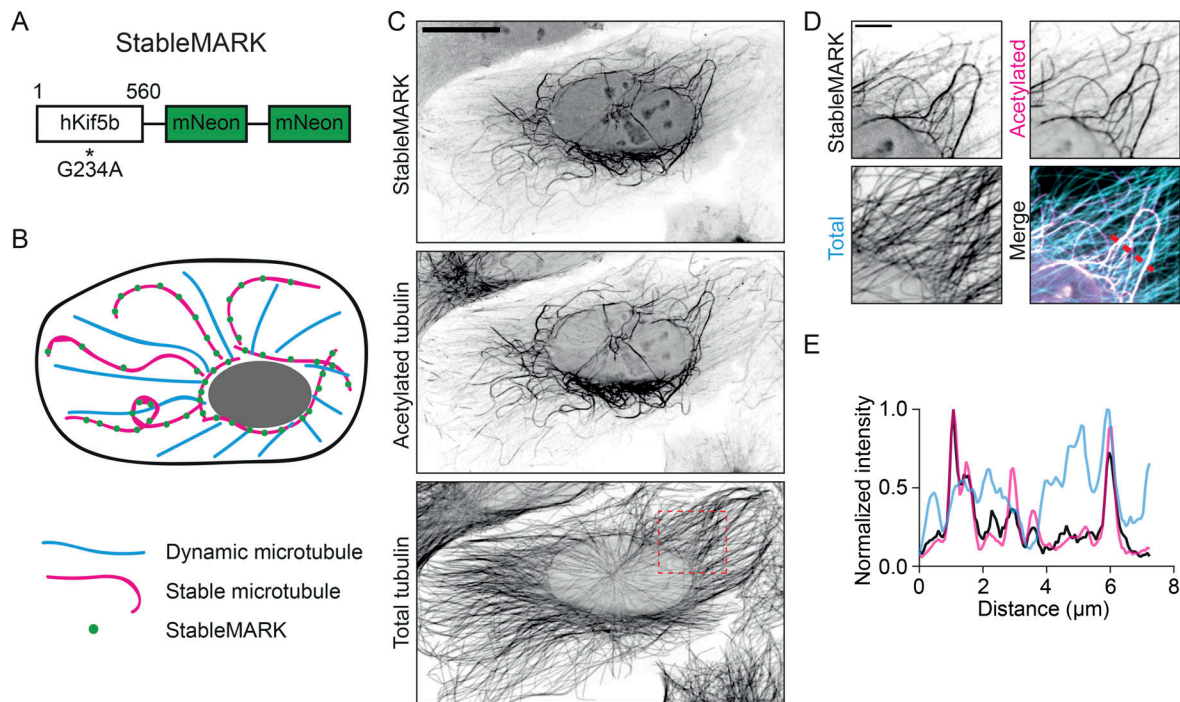 A
StableMARK
1
560
hKif5b
mNeon
mNeon
*
G234A
B
Dynamic microtubule
Stable microtubule
StableMARK
C
StableMARK
Acetylated tubulin
Total tubulin
D
StableMARK
Acetylated
Total
Merge
E
Normalized intensity
1.0
0.5
0.0
0
2
4
6
8
Distance (µm)